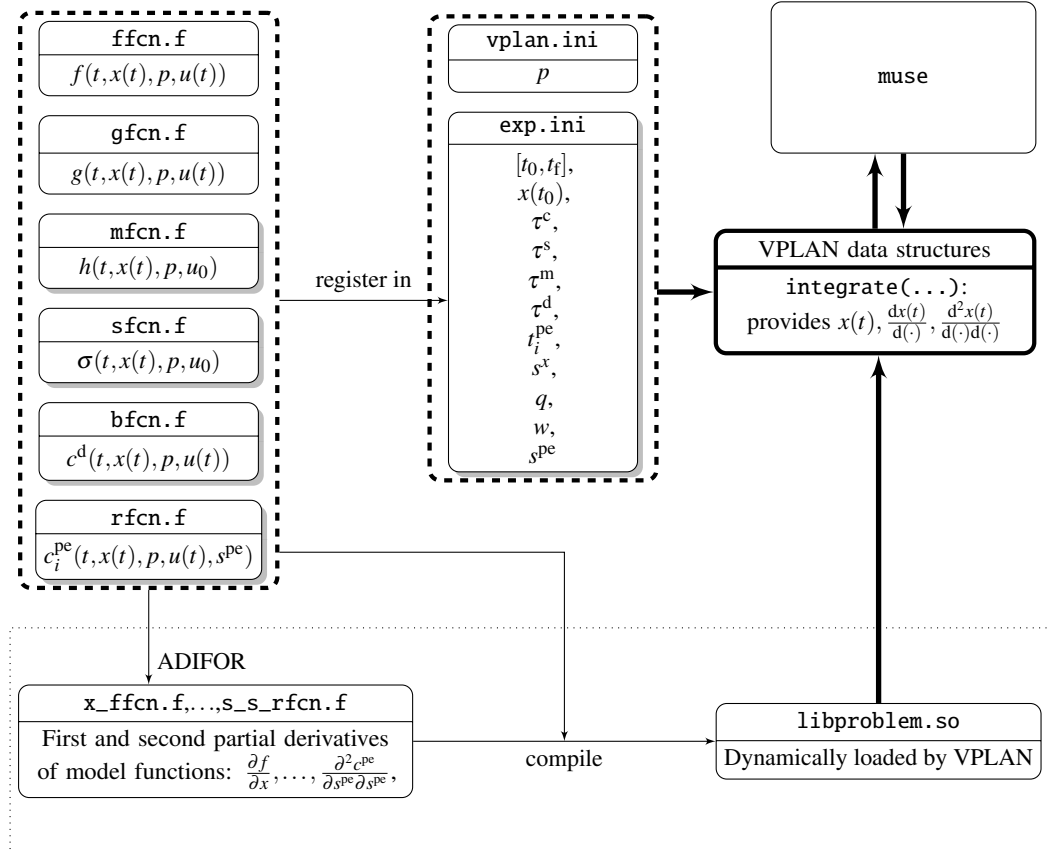 ffcn.f
f(t,x(t),p,u(t))
gfcn.f
g(t,x(t),p,u(t))
mfcn.f
h(t,x(t),p,u₀)
sfcn.f
σ(t,x(t),p,u₀)
bfcn.f
c^d(t,x(t),p,u(t))
rfcn.f
c_i^pe(t,x(t),p,u(t),s^pe)
register in
vplan.ini
p
exp.ini
[t₀,t_f],
x(t₀),
τ^c,
τ^s,
τ^m,
τ^d,
t_i^pe,
s^x,
q,
w,
s^pe
muse
VPLAN data structures
integrate(...):
provides x(t), dx(t)/d(·), d²x(t)/d(·)d(·)
ADIFOR
x_ffcn.f,...,s_s_rfcn.f
First and second partial derivatives
of model functions: ∂f/∂x,..., ∂²c^pe/∂s^pe∂s^pe,
compile
libproblem.so
Dynamically loaded by VPLAN